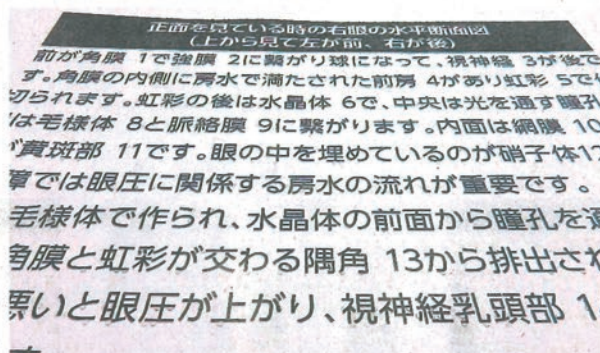 正面を見ている時の右眼の水平断面図
(上から見て左が前、右が後)
前が角膜 1で強膜 2に繋がり球になって、視神経 3が後で
す。角膜の内側に房水で満たされた前房 4があり虹彩 5で
切られます。虹彩の後は水晶体 6で、中央は光を通す瞳孔
は毛様体 8と脈絡膜 9に繋がります。内面は網膜 10
黄斑部 11です。眼の中を埋めているのが硝子体12
障では眼圧に関係する房水の流れが重要です。
毛様体で作られ、水晶体の前面から瞳孔を通
角膜と虹彩が交わる隅角 13から排出され
悪いと眼圧が上がり、視神経乳頭部 1